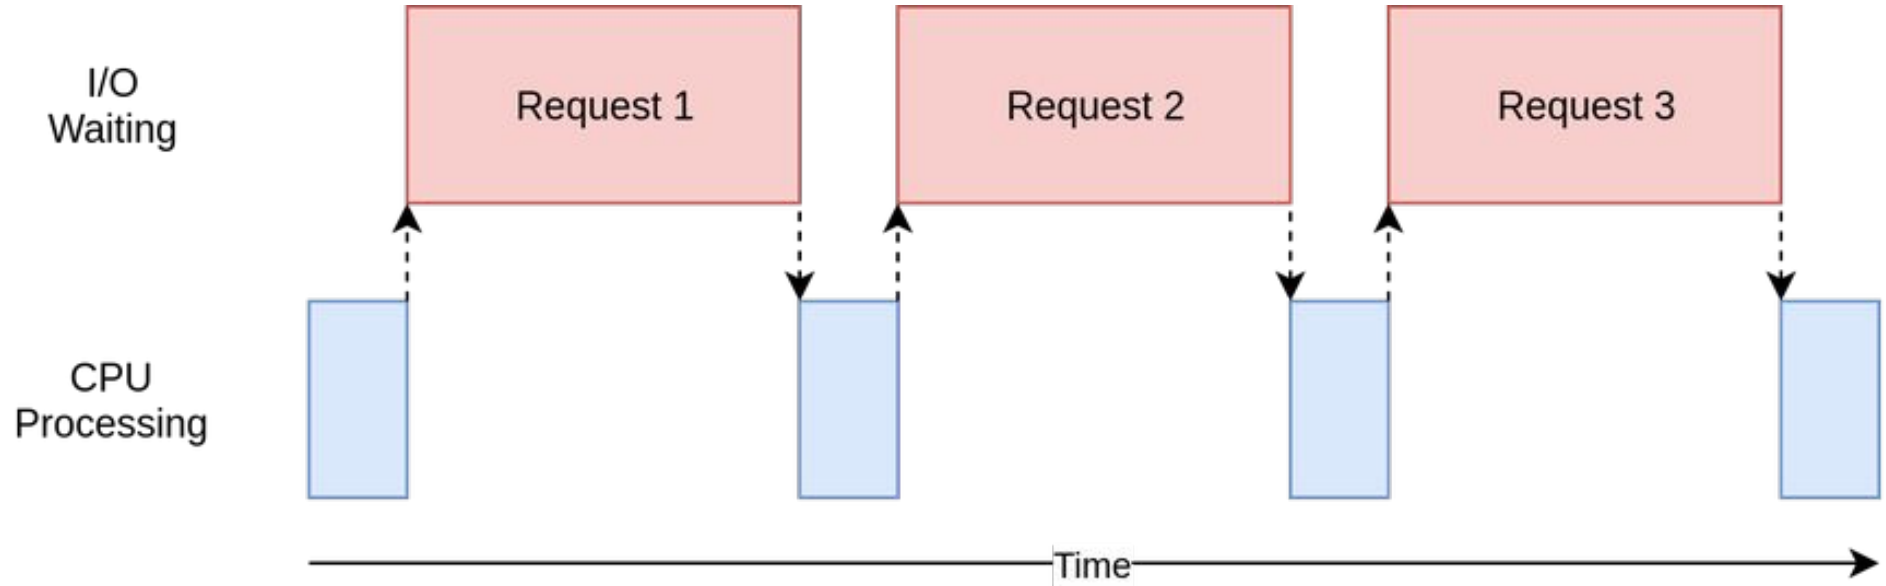 I/O
Waiting
Request 1
Request 2
Request 3
CPU
Processing
Time